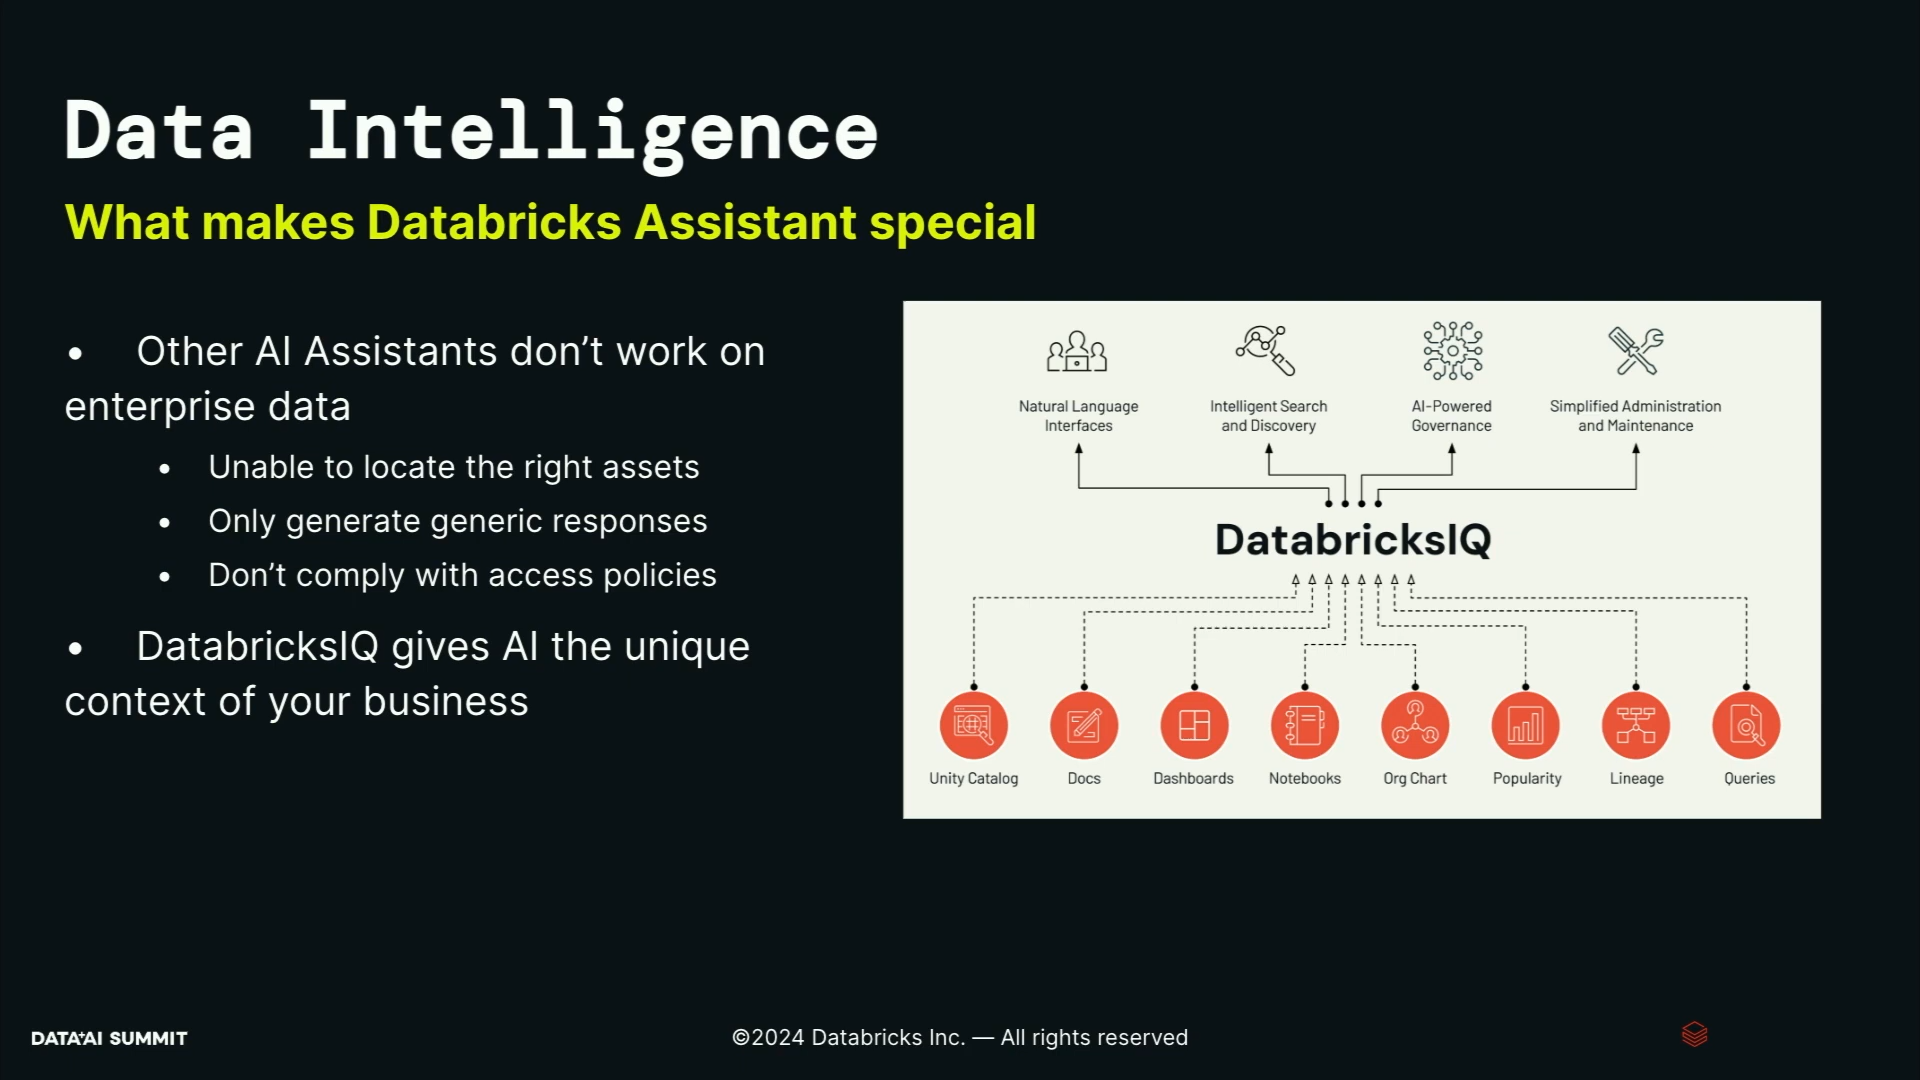 Data Intelligence
What makes Databricks Assistant special
• Other AI Assistants don’t work on
enterprise data
• Unable to locate the right assets
• Only generate generic responses
• Don’t comply with access policies
• DatabricksIQ gives AI the unique
context of your business
Natural Language
Interfaces
Intelligent Search
and Discovery
AI-Powered
Governance
Simplified Administration
and Maintenance
DatabricksIQ
Unity Catalog
Docs
Dashboards
Notebooks
Org Chart
Popularity
Lineage
Queries
DATA+AI SUMMIT
©2024 Databricks Inc. — All rights reserved